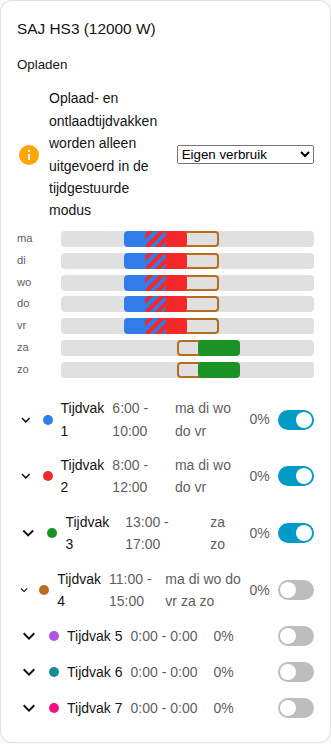 SAJ HS3 (12000 W)
Opladen
Oplaad- en
ontlaadtijdvakken
worden alleen
uitgevoerd in de
tijdgestuurde
modus
Eigen verbruik
ma
di
wo
do
vr
za
zo
Tijdvak 1 6:00 - 10:00 ma di wo do vr 0%
Tijdvak 2 8:00 - 12:00 ma di wo do vr 0%
Tijdvak 3 13:00 - 17:00 za zo 0%
Tijdvak 4 11:00 - 15:00 ma di wo do vr za zo 0%
Tijdvak 5 0:00 - 0:00 0%
Tijdvak 6 0:00 - 0:00 0%
Tijdvak 7 0:00 - 0:00 0%